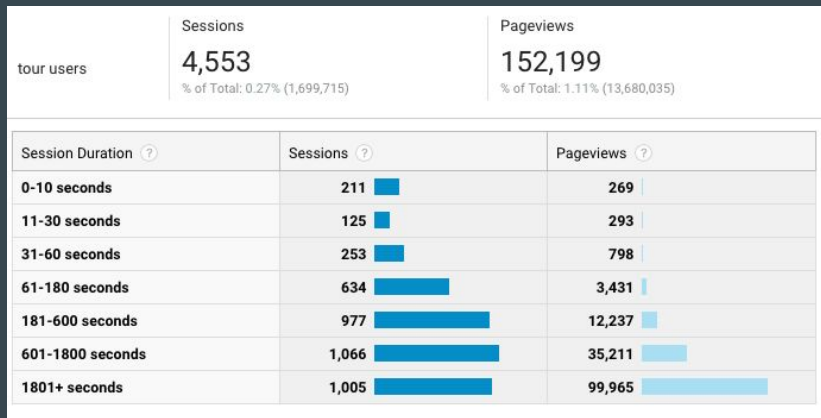 tour users
Sessions
4,553
% of Total: 0.27% (1,699,715)
Pageviews
152,199
% of Total: 1.11% (13,680,035)
Session Duration ? Sessions ? Pageviews ?
0-10 seconds 211 269
11-30 seconds 125 293
31-60 seconds 253 798
61-180 seconds 634 3,431
181-600 seconds 977 12,237
601-1800 seconds 1,066 35,211
1801+ seconds 1,005 99,965